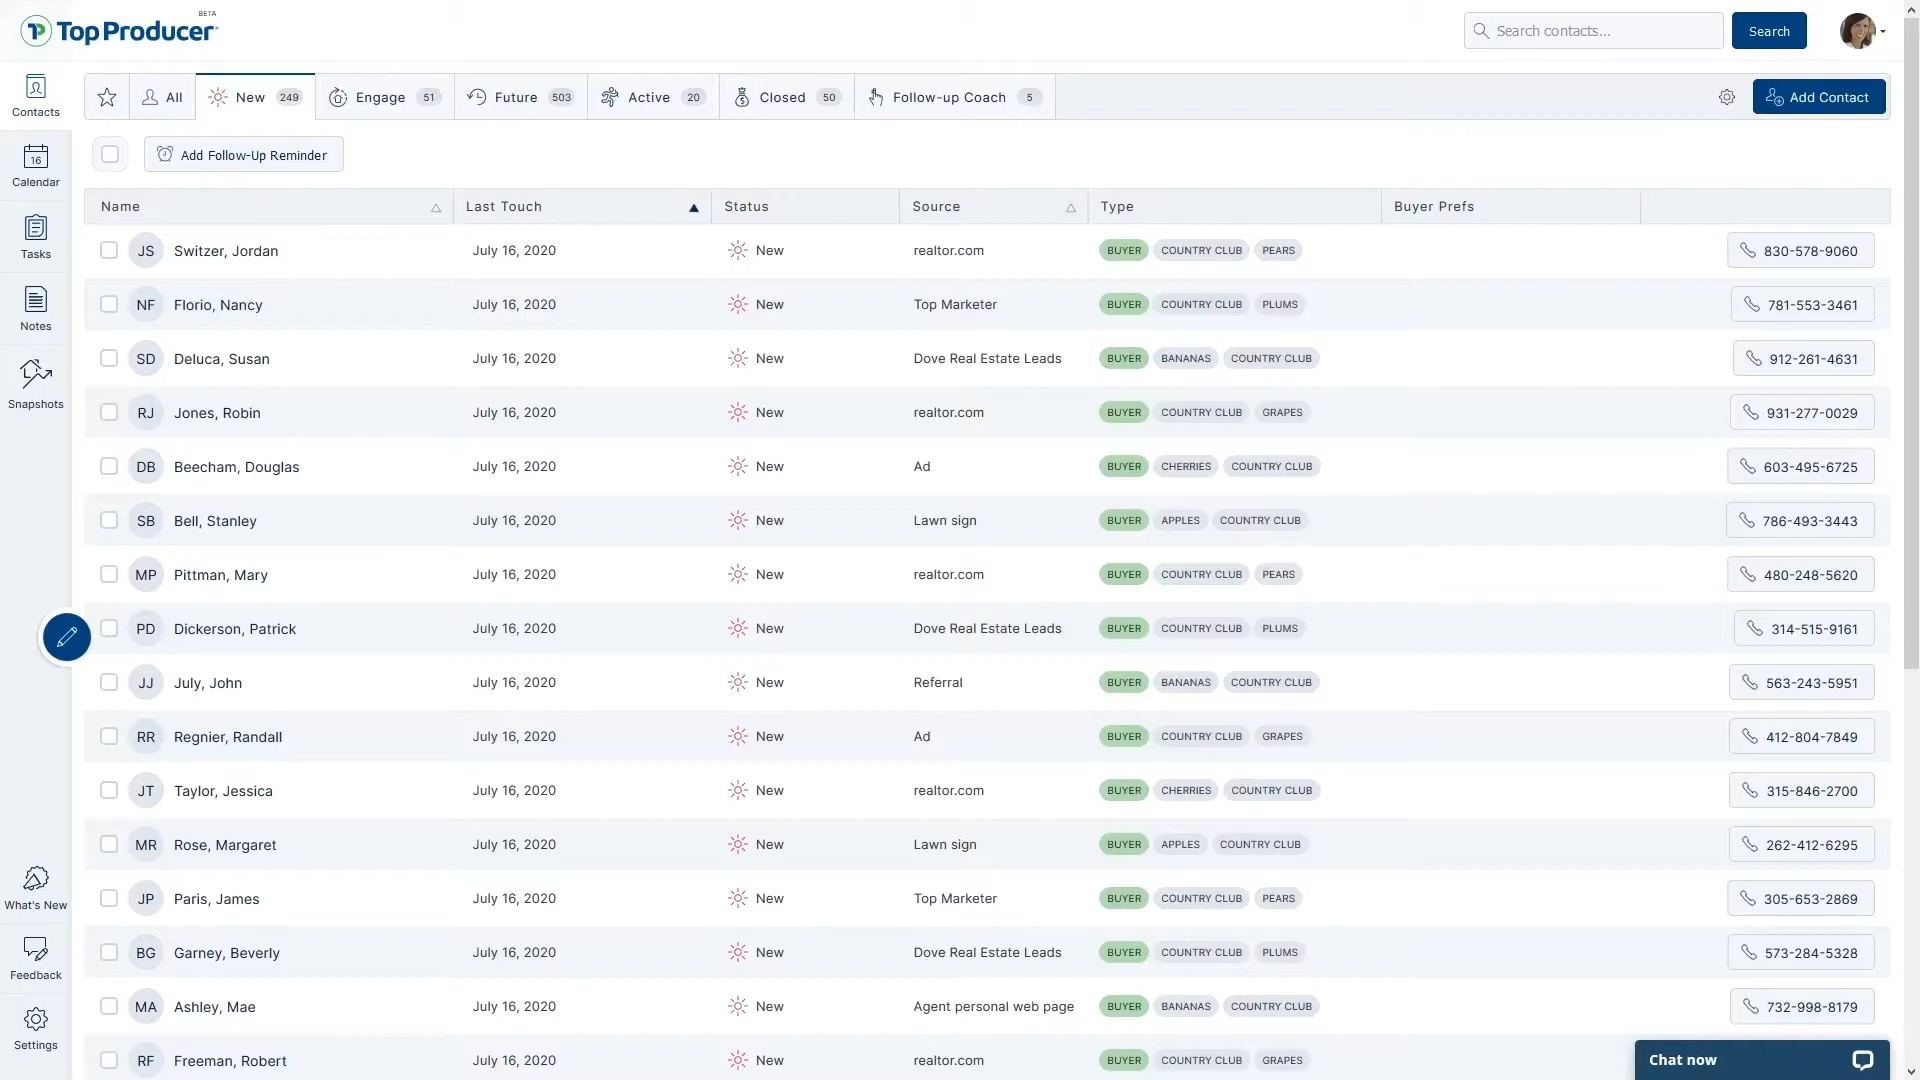 BETA
Top Producer
Search contacts...
Search
Contacts
All
New 249
Engage 51
Future 503
Active 20
Closed 50
Follow-up Coach 5
Add Contact
16
Calendar
Tasks
Notes
Snapshots
What's New
Feedback
Settings
Add Follow-Up Reminder
Name Last Touch Status Source Type Buyer Prefs
JS Switzer, Jordan July 16, 2020 New realtor.com BUYER COUNTRY CLUB PEARS 830-578-9060
NF Florio, Nancy July 16, 2020 New Top Marketer BUYER COUNTRY CLUB PLUMS 781-553-3461
SD Deluca, Susan July 16, 2020 New Dove Real Estate Leads BUYER BANANAS COUNTRY CLUB 912-261-4631
RJ Jones, Robin July 16, 2020 New realtor.com BUYER COUNTRY CLUB GRAPES 931-277-0029
DB Beecham, Douglas July 16, 2020 New Ad BUYER CHERRIES COUNTRY CLUB 603-495-6725
SB Bell, Stanley July 16, 2020 New Lawn sign BUYER APPLES COUNTRY CLUB 786-493-3443
MP Pittman, Mary July 16, 2020 New realtor.com BUYER COUNTRY CLUB PEARS 480-248-5620
PD Dickerson, Patrick July 16, 2020 New Dove Real Estate Leads BUYER COUNTRY CLUB PLUMS 314-515-9161
JJ July, John July 16, 2020 New Referral BUYER BANANAS COUNTRY CLUB 563-243-5951
RR Regnier, Randall July 16, 2020 New Ad BUYER COUNTRY CLUB GRAPES 412-804-7849
JT Taylor, Jessica July 16, 2020 New realtor.com BUYER CHERRIES COUNTRY CLUB 315-846-2700
MR Rose, Margaret July 16, 2020 New Lawn sign BUYER APPLES COUNTRY CLUB 262-412-6295
JP Paris, James July 16, 2020 New Top Marketer BUYER COUNTRY CLUB PEARS 305-653-2869
BG Garney, Beverly July 16, 2020 New Dove Real Estate Leads BUYER COUNTRY CLUB PLUMS 573-284-5328
MA Ashley, Mae July 16, 2020 New Agent personal web page BUYER BANANAS COUNTRY CLUB 732-998-8179
RF Freeman, Robert July 16, 2020 New realtor.com BUYER COUNTRY CLUB GRAPES
Chat now